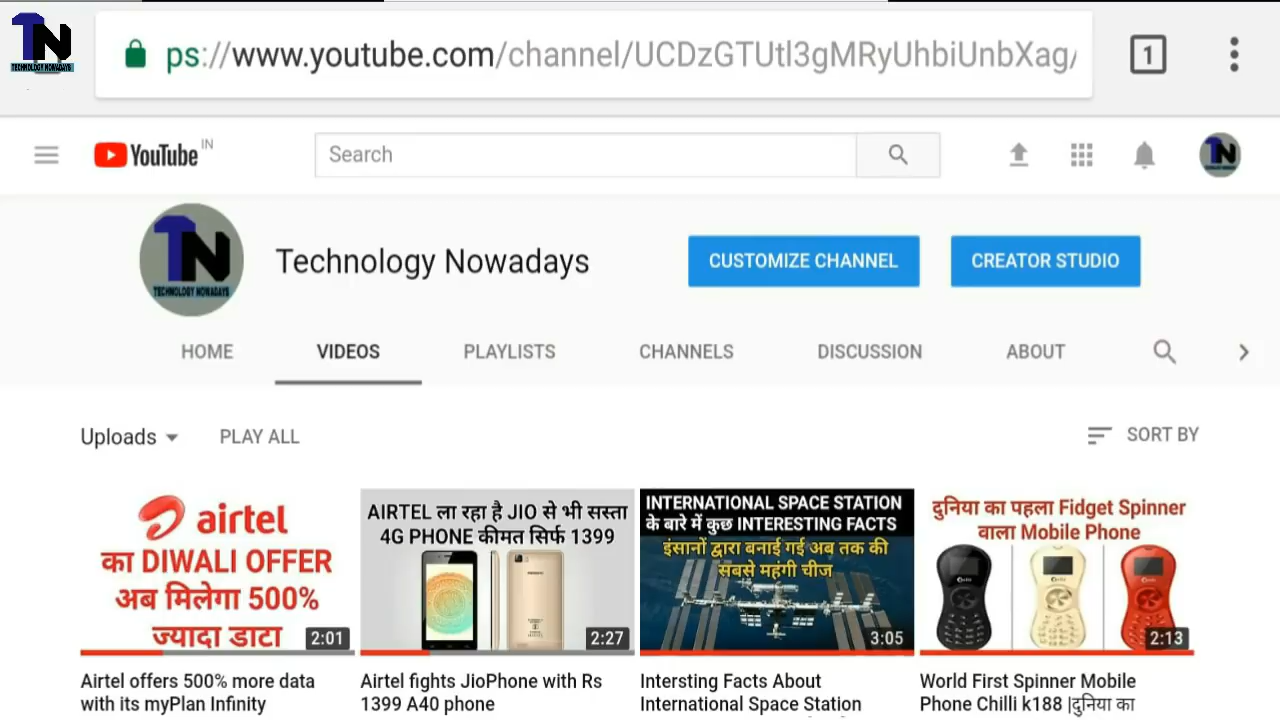 TN
TECHNOLOGY NOWADAYS
ps://www.youtube.com/channel/UCDzGTUtl3gMRyUhbiUnbXag/
1
YouTube IN
Search
TN
TN
TECHNOLOGY NOWADAYS
Technology Nowadays
CUSTOMIZE CHANNEL
CREATOR STUDIO
HOME
VIDEOS
PLAYLISTS
CHANNELS
DISCUSSION
ABOUT
Uploads
PLAY ALL
SORT BY
airtel
का DIWALI OFFER
अब मिलेगा 500%
ज्यादा डाटा
2:01
Airtel offers 500% more data
with its myPlan Infinity
AIRTEL ला रहा है JIO से भी सस्ता
4G PHONE कीमत सिर्फ 1399
2:27
Airtel fights JioPhone with Rs
1399 A40 phone
INTERNATIONAL SPACE STATION
के बारे में कुछ INTERESTING FACTS
इंसानों द्वारा बनाई गई अब तक की
सबसे महंगी चीज
3:05
Intersting Facts About
International Space Station
दुनिया का पहला Fidget Spinner
वाला Mobile Phone
2:13
World First Spinner Mobile
Phone Chilli k188 |दुनिया का